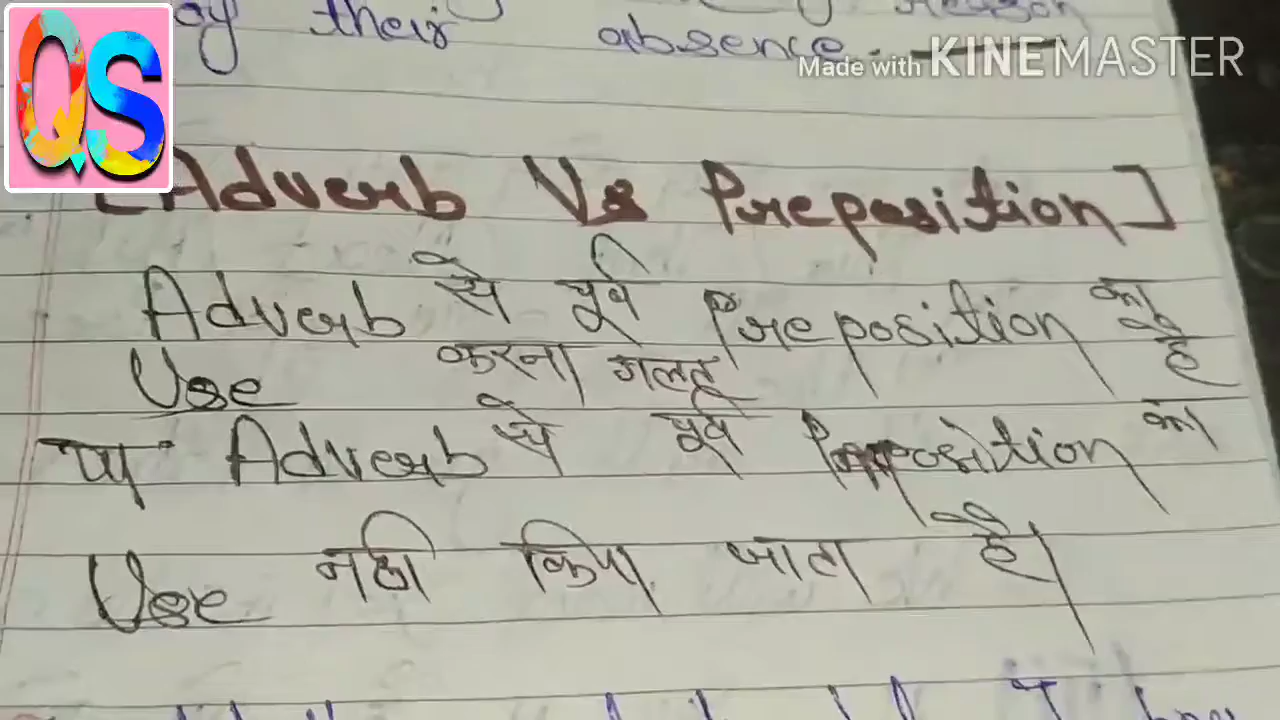 their absence.
Made with KINEMASTER
QS
[Adverb Vs Preposition]
Adverb से पूर्व Preposition का
Use करना गलत है
या Adverb से पूर्व Preposition का
Use नही किया जाता है।